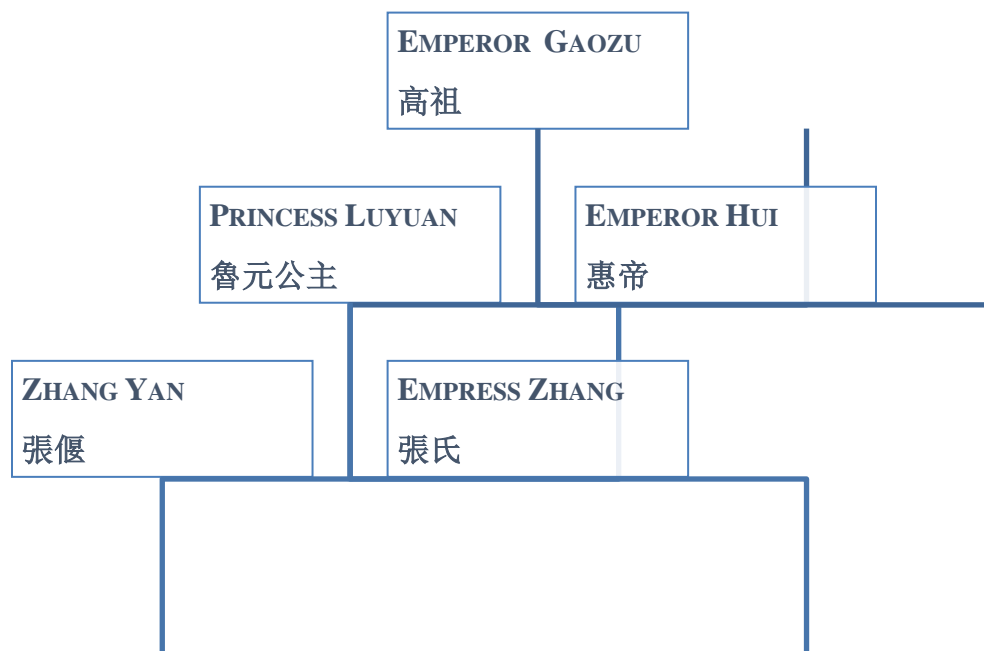 EMPEROR GAOZU
高祖
PRINCESS LUYUAN
魯元公主
EMPEROR HUI
惠帝
ZHANG YAN
張偃
EMPRESS ZHANG
張氏